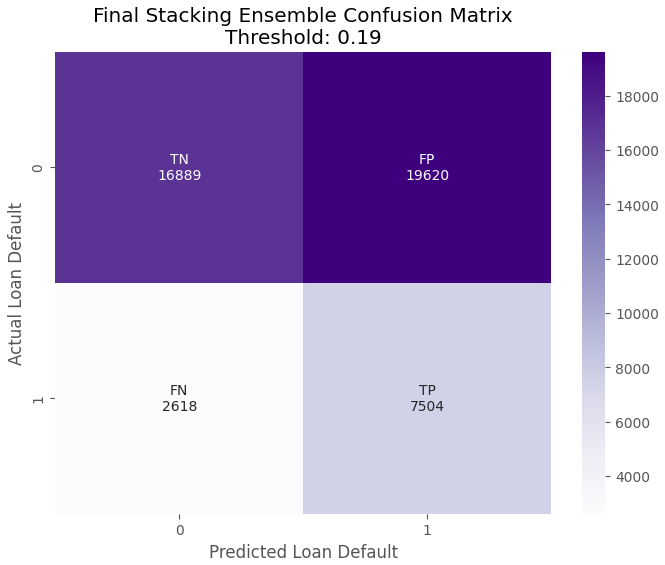 Final Stacking Ensemble Confusion Matrix
Threshold: 0.19
Actual Loan Default
0
1
TN
16889
FP
19620
FN
2618
TP
7504
0
1
Predicted Loan Default
18000
16000
14000
12000
10000
8000
6000
4000